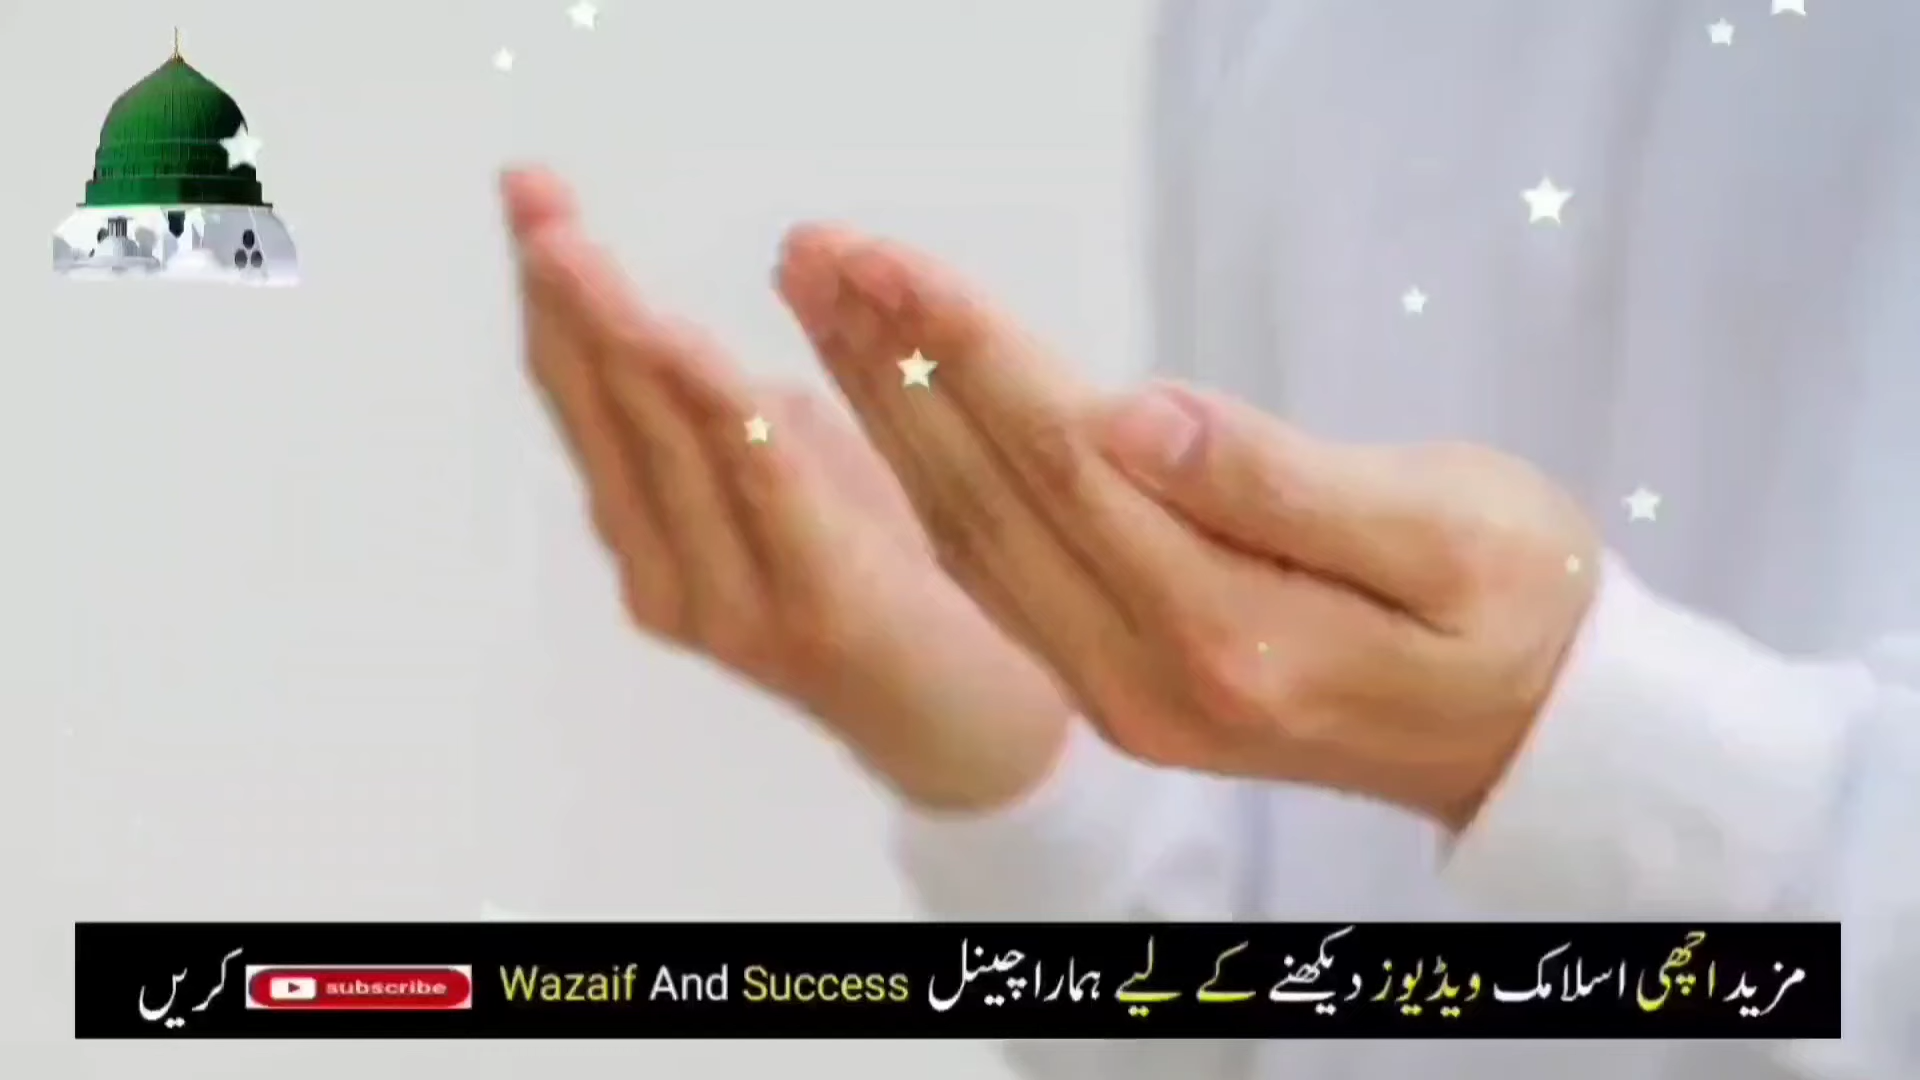 مزید اچھی اسلامک ویڈیوز دیکھنے کے لیے ہمارا چینل Wazaif And Success subscribe کریں